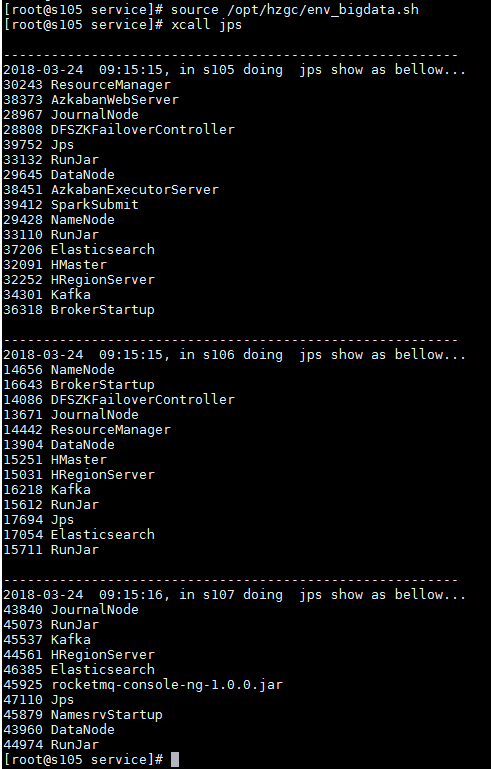 [root@s105 service]# source /opt/hzgc/env_bigdata.sh
[root@s105 service]# xcall jps
---------------------------------------------------------
2018-03-24  09:15:15, in s105 doing  jps show as bellow...
30243 ResourceManager
38373 AzkabanWebServer
28967 JournalNode
28808 DFSZKFailoverController
39752 Jps
33132 RunJar
29645 DataNode
38451 AzkabanExecutorServer
39412 SparkSubmit
29428 NameNode
33110 RunJar
37206 Elasticsearch
32091 HMaster
32252 HRegionServer
34301 Kafka
36318 BrokerStartup
---------------------------------------------------------
2018-03-24  09:15:15, in s106 doing  jps show as bellow...
14656 NameNode
16643 BrokerStartup
14086 DFSZKFailoverController
13671 JournalNode
14442 ResourceManager
13904 DataNode
15251 HMaster
15031 HRegionServer
16218 Kafka
15612 RunJar
17694 Jps
17054 Elasticsearch
15711 RunJar
---------------------------------------------------------
2018-03-24  09:15:16, in s107 doing  jps show as bellow...
43840 JournalNode
45073 RunJar
45537 Kafka
44561 HRegionServer
46385 Elasticsearch
45925 rocketmq-console-ng-1.0.0.jar
47110 Jps
45879 NamesrvStartup
43960 DataNode
44974 RunJar
[root@s105 service]#